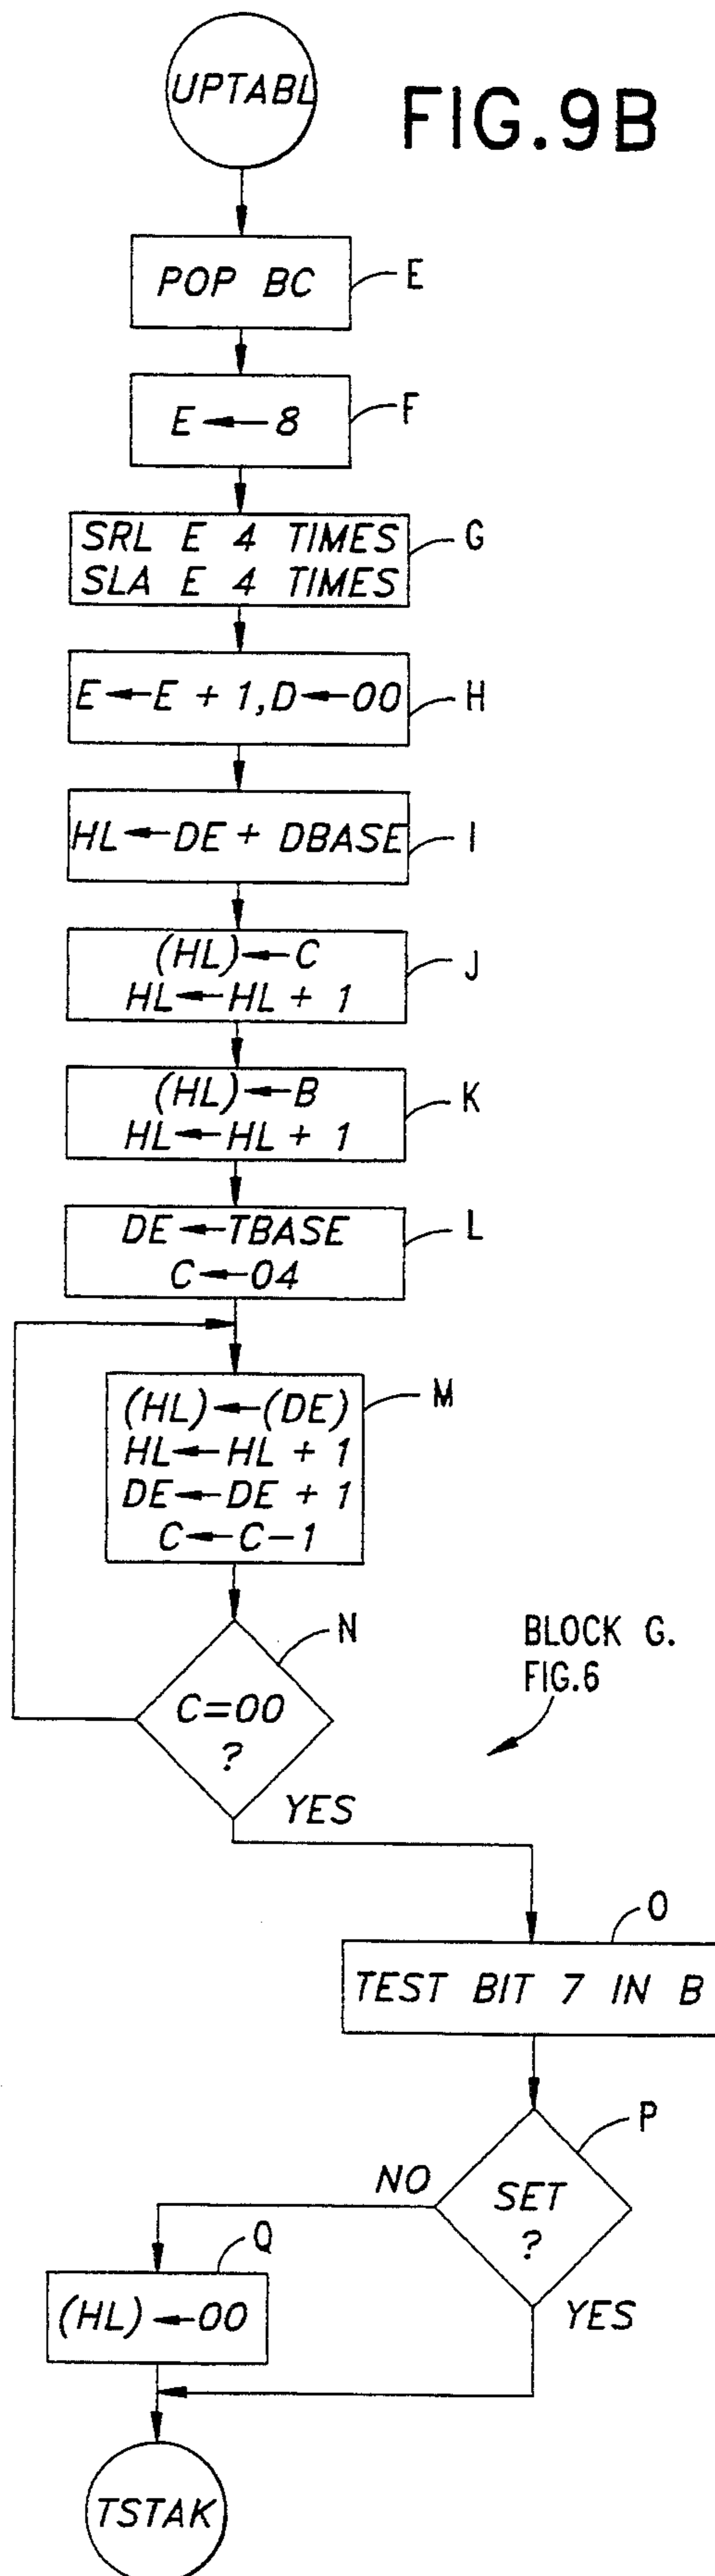 UPTABL
FIG.9B
POP BC
E
E←8
F
SRL E 4 TIMES
SLA E 4 TIMES
G
E←E + 1,D←00
H
HL←DE + DBASE
I
(HL)←C
HL←HL + 1
J
(HL)←B
HL←HL + 1
K
DE←TBASE
C←04
L
(HL)←(DE)
HL←HL + 1
DE←DE + 1
C←C-1
M
N
C=00
?
YES
BLOCK G.
FIG.6
O
TEST BIT 7 IN B
P
SET
?
NO
YES
Q
(HL)←00
TSTAK